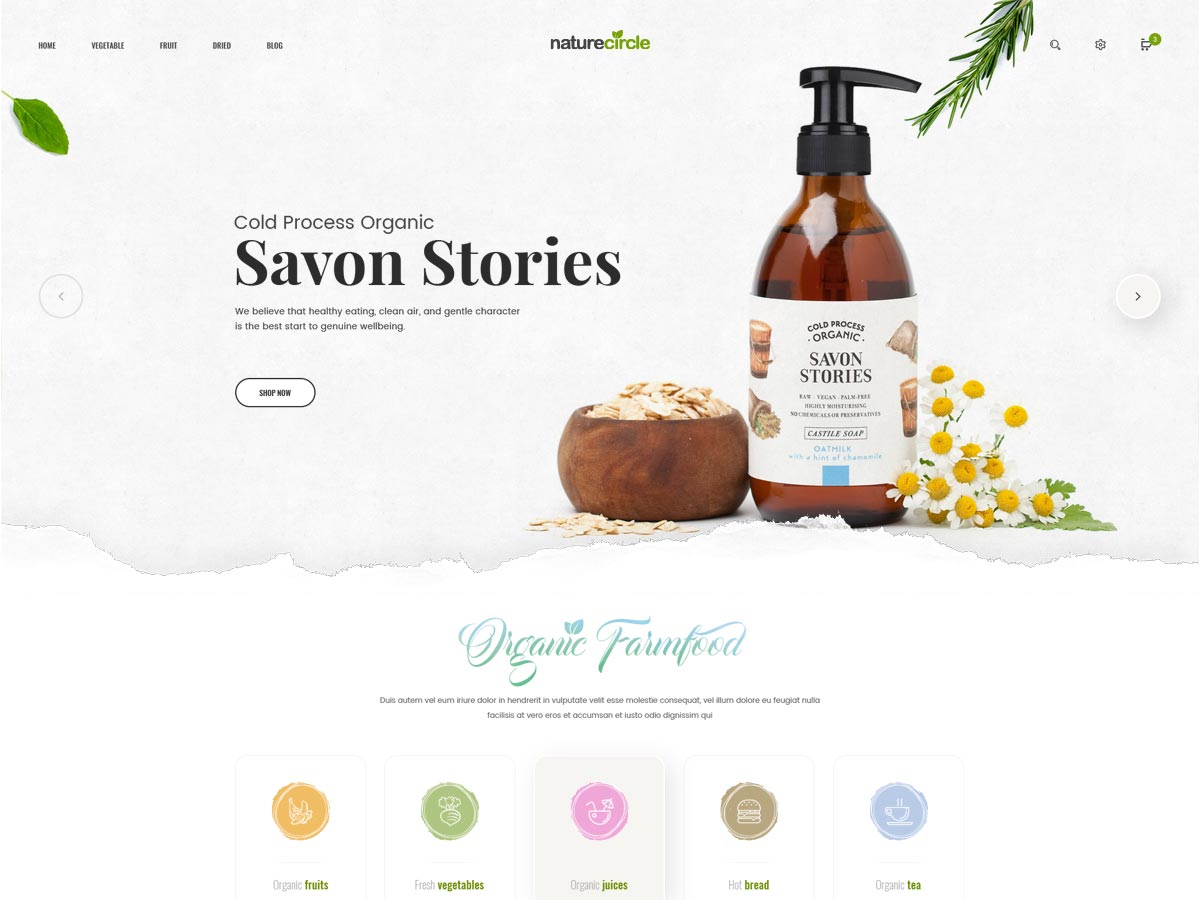 HOME VEGETABLE FRUIT DRIED BLOG
naturecircle
3
Cold Process Organic
Savon Stories
We believe that healthy eating, clean air, and gentle character
is the best start to genuine wellbeing.
SHOP NOW
COLD PROCESS
· ORGANIC ·
SAVON
STORIES
RAW · VEGAN · PALM-FREE
HIGHLY MOISTURISING
NO CHEMICALS OR PRESERVATIVES
CASTILE SOAP
OATMILK
with a hint of chamomile
Organic Farmfood
Duis autem vel eum iriure dolor in hendrerit in vulputate velit esse molestie consequat, vel illum dolore eu feugiat nulla
facilisis at vero eros et accumsan et iusto odio dignissim qui
Organic fruits
Fresh vegetables
Organic juices
Hot bread
Organic tea